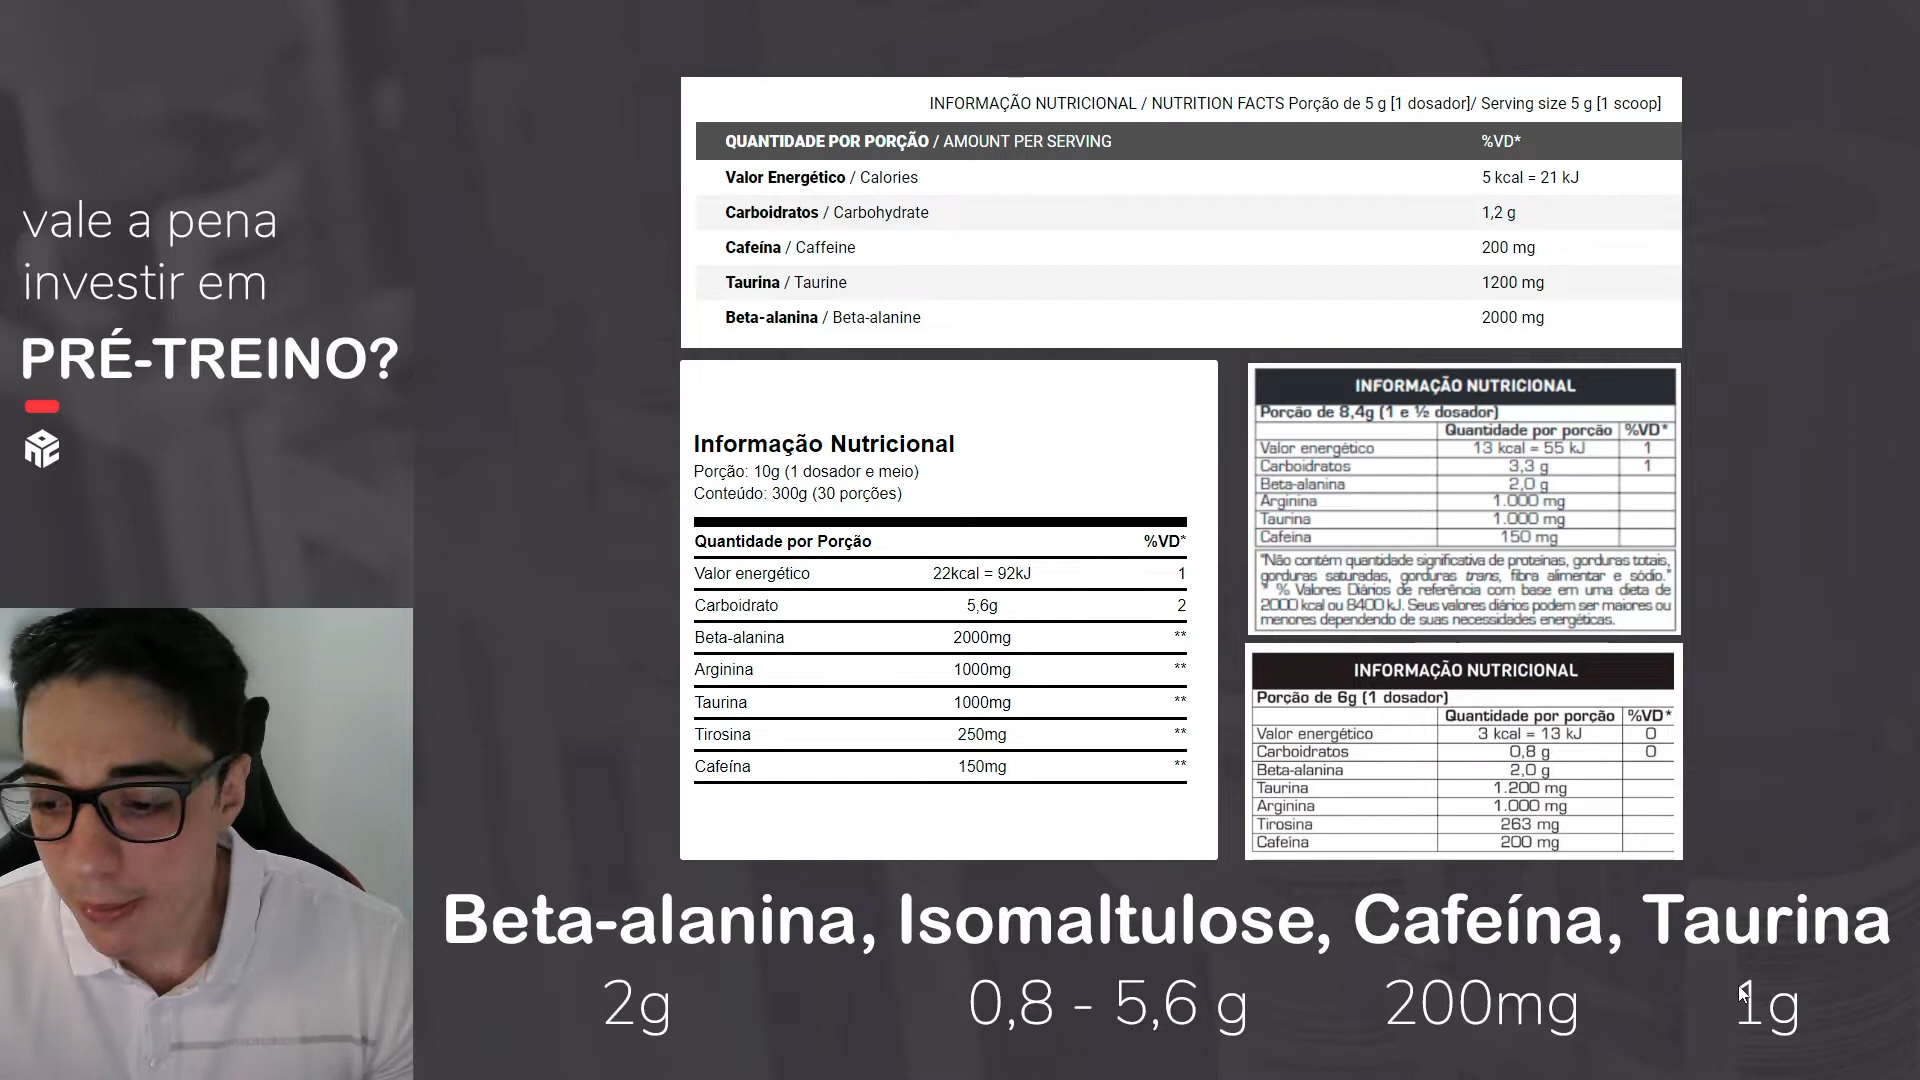 vale a pena
investir em
PRÉ-TREINO?
INFORMAÇÃO NUTRICIONAL / NUTRITION FACTS Porção de 5 g [1 dosador]/ Serving size 5 g [1 scoop]
QUANTIDADE POR PORÇÃO / AMOUNT PER SERVING %VD*
Valor Energético / Calories 5 kcal = 21 kJ
Carboidratos / Carbohydrate 1,2 g
Cafeína / Caffeine 200 mg
Taurina / Taurine 1200 mg
Beta-alanina / Beta-alanine 2000 mg
Informação Nutricional
Porção: 10g (1 dosador e meio)
Conteúdo: 300g (30 porções)
Quantidade por Porção %VD*
Valor energético 22kcal = 92kJ 1
Carboidrato 5,6g 2
Beta-alanina 2000mg **
Arginina 1000mg **
Taurina 1000mg **
Tirosina 250mg **
Cafeína 150mg **
INFORMAÇÃO NUTRICIONAL
Porção de 8,4g (1 e ½ dosador)
Quantidade por porção %VD*
Valor energético 13 kcal = 55 kJ 1
Carboidratos 3,3 g 1
Beta-alanina 2,0 g
Arginina 1.000 mg
Taurina 1.000 mg
Cafeína 150 mg
"Não contém quantidade significativa de proteínas, gorduras totais,
gorduras saturadas, gorduras trans, fibra alimentar e sódio."
* % Valores Diários de referência com base em uma dieta de
2000 kcal ou 8400 kJ. Seus valores diários podem ser maiores ou
menores dependendo de suas necessidades energéticas.
INFORMAÇÃO NUTRICIONAL
Porção de 6g (1 dosador)
Quantidade por porção %VD*
Valor energético 3 kcal = 13 kJ 0
Carboidratos 0,8 g 0
Beta-alanina 2,0 g
Taurina 1.200 mg
Arginina 1.000 mg
Tirosina 263 mg
Cafeína 200 mg
Beta-alanina, Isomaltulose, Cafeína, Taurina
2g 0,8 - 5,6 g 200mg 1g